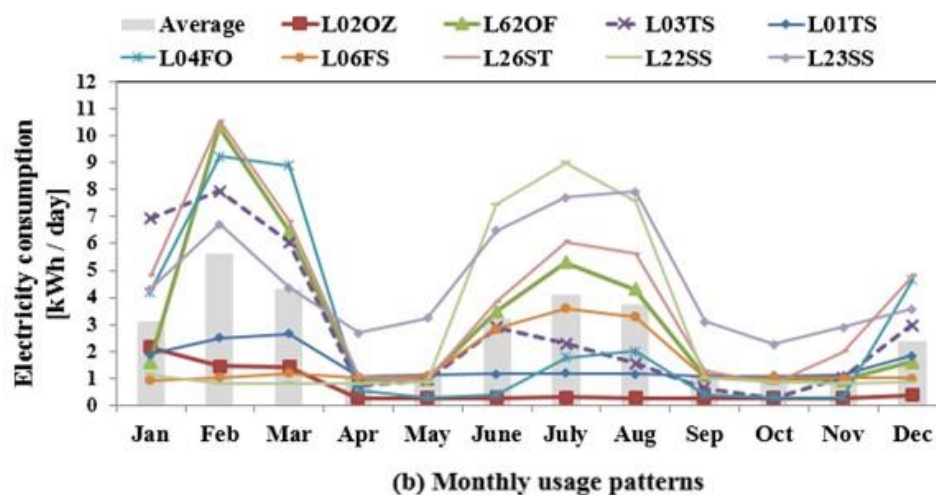 Average L02OZ L62OF L03TS L01TS
L04FO L06FS L26ST L22SS L23SS
Electricity consumption
[kWh / day]
12
11
10
9
8
7
6
5
4
3
2
1
0
Jan Feb Mar Apr May June July Aug Sep Oct Nov Dec
(b) Monthly usage patterns